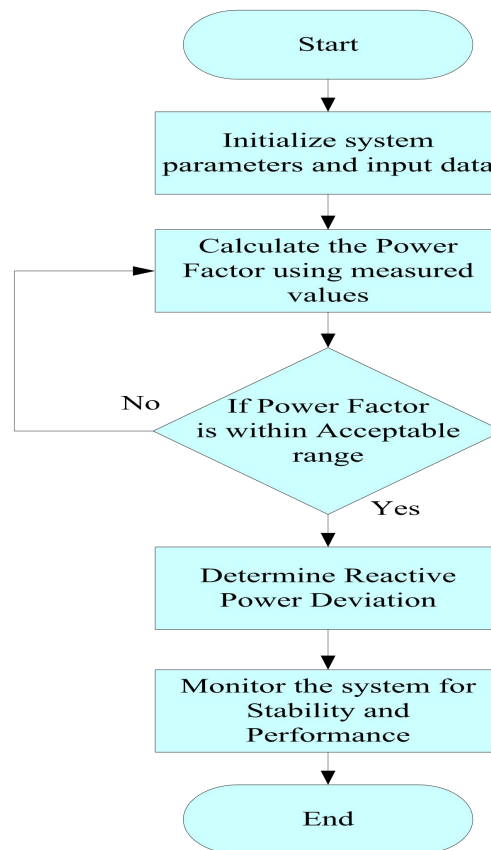 Start
Initialize system
parameters and input data
Calculate the Power
Factor using measured
values
No
If Power Factor
is within Acceptable
range
Yes
Determine Reactive
Power Deviation
Monitor the system for
Stability and
Performance
End